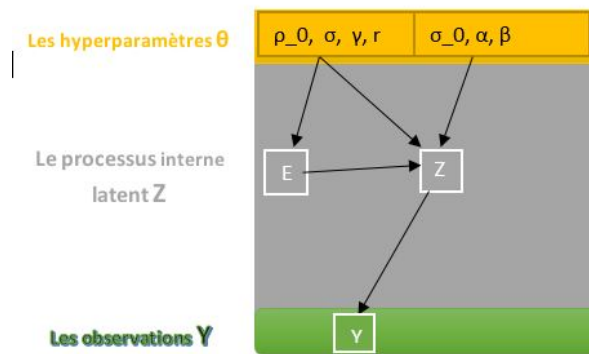 Les hyperparamètres θ
ρ_0, σ, γ, r
σ_0, α, β
Le processus interne
latent Z
E
Z
Les observations Y
Y